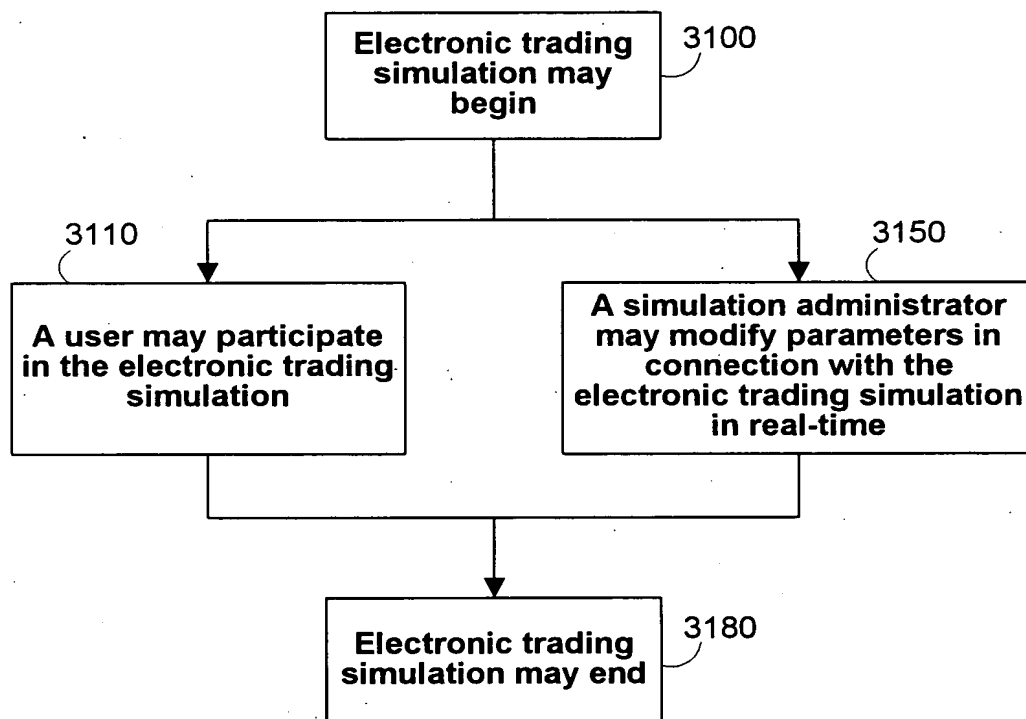 Electronic trading
simulation may
begin
3100
3110
A user may participate
in the electronic trading
simulation
3150
A simulation administrator
may modify parameters in
connection with the
electronic trading simulation
in real-time
Electronic trading
simulation may end
3180